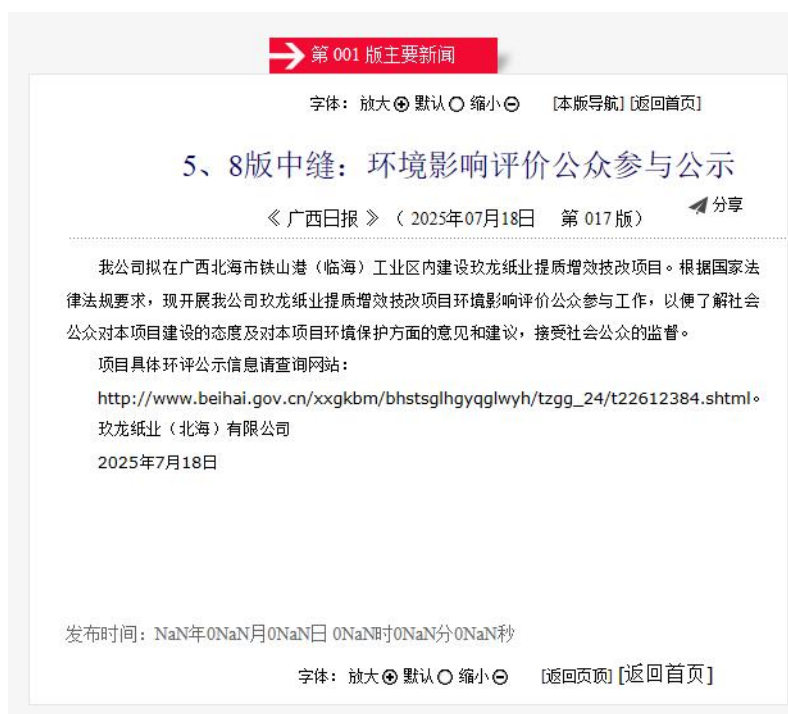 第 001 版主要新闻
字体： 放大 默认 缩小 [本版导航] [返回首页]
5、8版中缝：环境影响评价公众参与公示
《 广西日报 》（ 2025年07月18日 第 017 版） 分享
我公司拟在广西北海市铁山港（临海）工业区内建设玖龙纸业提质增效技改项目。根据国家法
律法规要求，现开展我公司玖龙纸业提质增效技改项目环境影响评价公众参与工作，以便了解社会
公众对本项目建设的态度及对本项目环境保护方面的意见和建议，接受社会公众的监督。
项目具体环评公示信息请查询网站：
http://www.beihai.gov.cn/xxgkbm/bhstsglhgyqglwyh/tzgg_24/t22612384.shtml。
玖龙纸业（北海）有限公司
2025年7月18日
发布时间：NaN年0NaN月0NaN日 0NaN时0NaN分0NaN秒
字体： 放大 默认 缩小 [返回页顶] [返回首页]